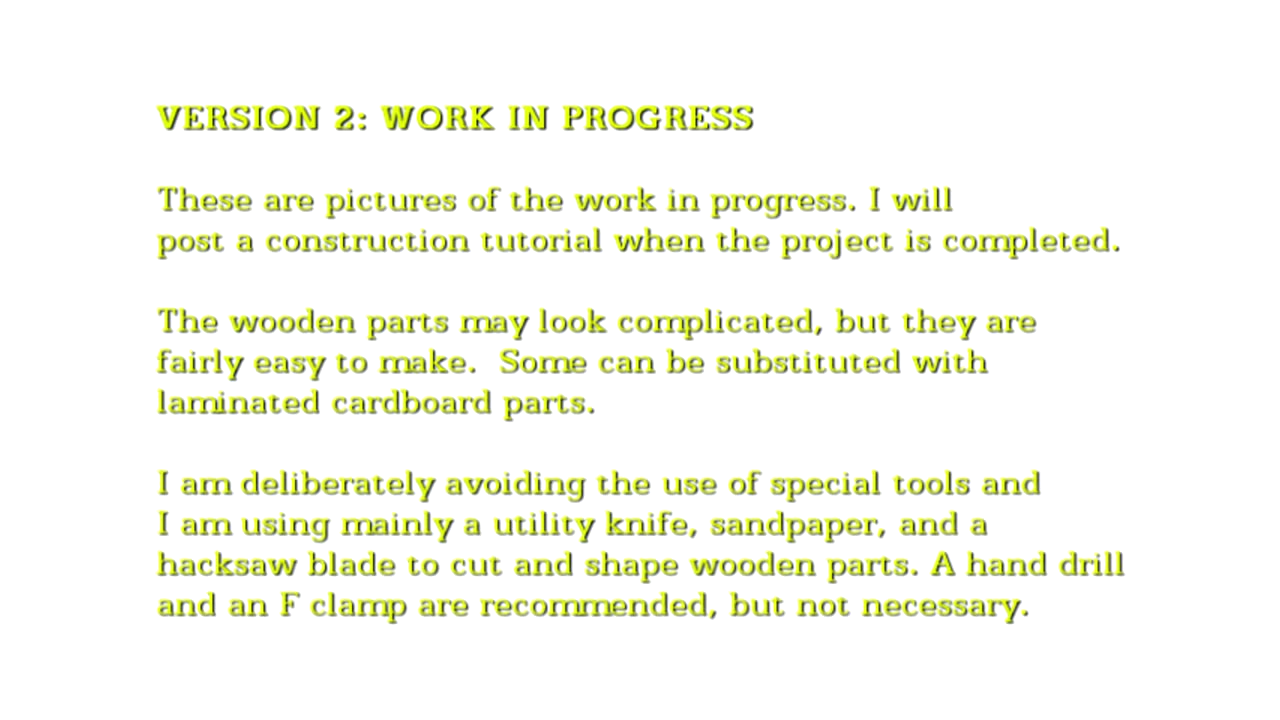 VERSION 2: WORK IN PROGRESS
These are pictures of the work in progress. I will
post a construction tutorial when the project is completed.
The wooden parts may look complicated, but they are
fairly easy to make.  Some can be substituted with
laminated cardboard parts.
I am deliberately avoiding the use of special tools and
I am using mainly a utility knife, sandpaper, and a
hacksaw blade to cut and shape wooden parts. A hand drill
and an F clamp are recommended, but not necessary.